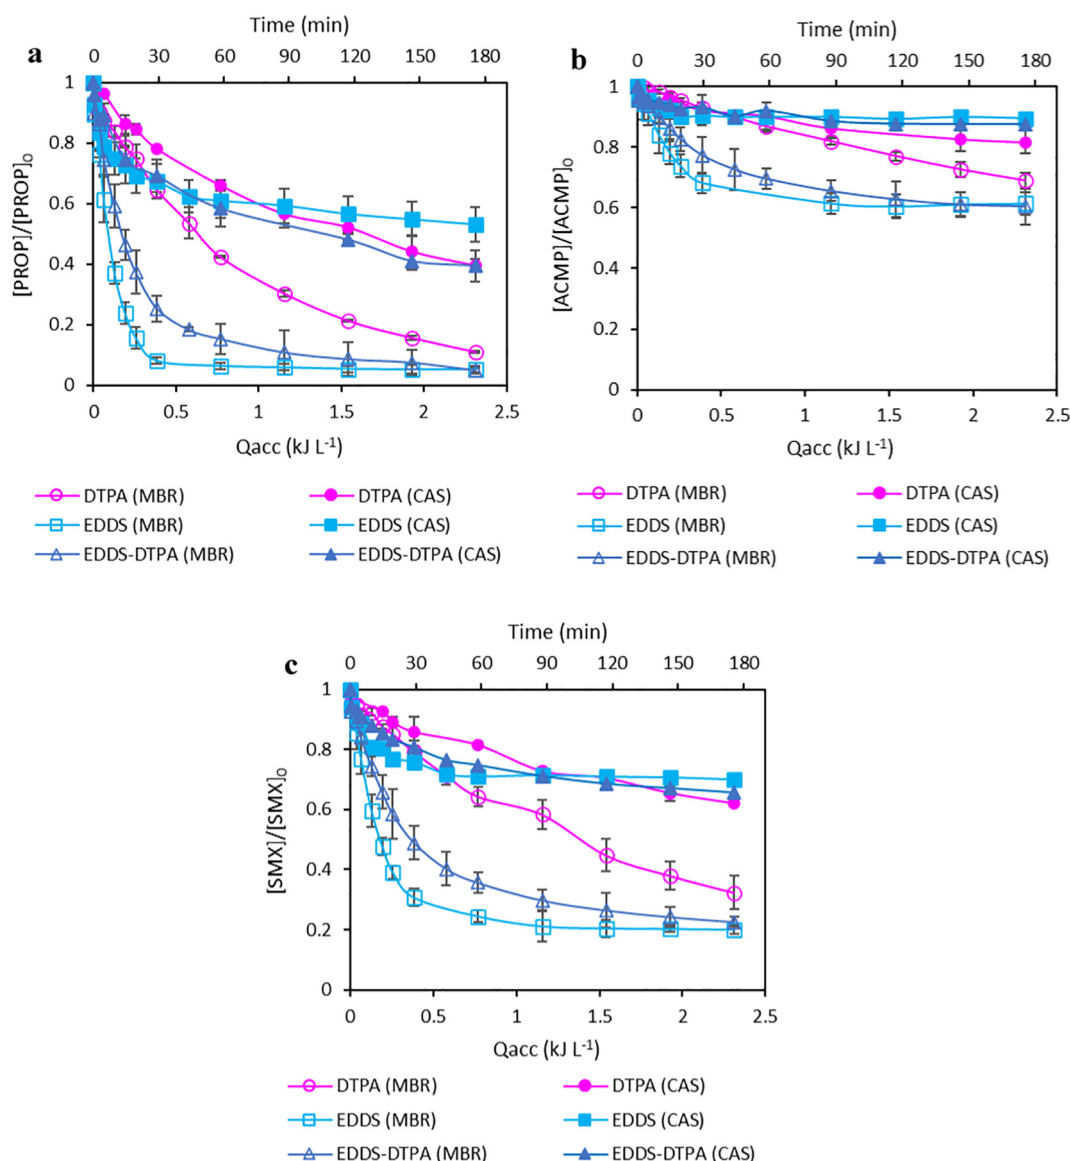 Time (min)
a
0 30 60 90 120 150 180
1
0.8
0.6
0.4
0.2
0
[PROP]/[PROP]₀
0 0.5 1 1.5 2 2.5
Qacc (kJ L⁻¹)
DTPA (MBR) DTPA (CAS)
EDDS (MBR) EDDS (CAS)
EDDS-DTPA (MBR) EDDS-DTPA (CAS)
Time (min)
b
0 30 60 90 120 150 180
1
0.8
0.6
0.4
0.2
0
[ACMP]/[ACMP]₀
0 0.5 1 1.5 2 2.5
Qacc (kJ L⁻¹)
DTPA (MBR) DTPA (CAS)
EDDS (MBR) EDDS (CAS)
EDDS-DTPA (MBR) EDDS-DTPA (CAS)
Time (min)
c
0 30 60 90 120 150 180
1
0.8
0.6
0.4
0.2
0
[SMX]/[SMX]₀
0 0.5 1 1.5 2 2.5
Qacc (kJ L⁻¹)
DTPA (MBR) DTPA (CAS)
EDDS (MBR) EDDS (CAS)
EDDS-DTPA (MBR) EDDS-DTPA (CAS)